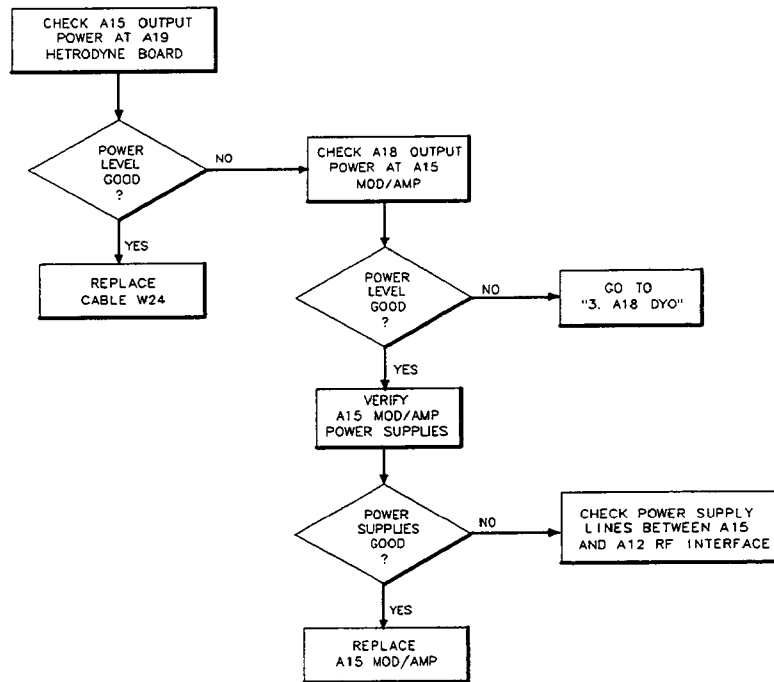 CHECK A15 OUTPUT
POWER AT A19
HETRODYNE BOARD
POWER
LEVEL
GOOD
?
NO
YES
REPLACE
CABLE W24
CHECK A18 OUTPUT
POWER AT A15
MOD/AMP
POWER
LEVEL
GOOD
?
NO
GO TO
"3. A18 DYO"
YES
VERIFY
A15 MOD/AMP
POWER SUPPLIES
POWER
SUPPLIES
GOOD
?
NO
CHECK POWER SUPPLY
LINES BETWEEN A15
AND A12 RF INTERFACE
YES
REPLACE
A15 MOD/AMP